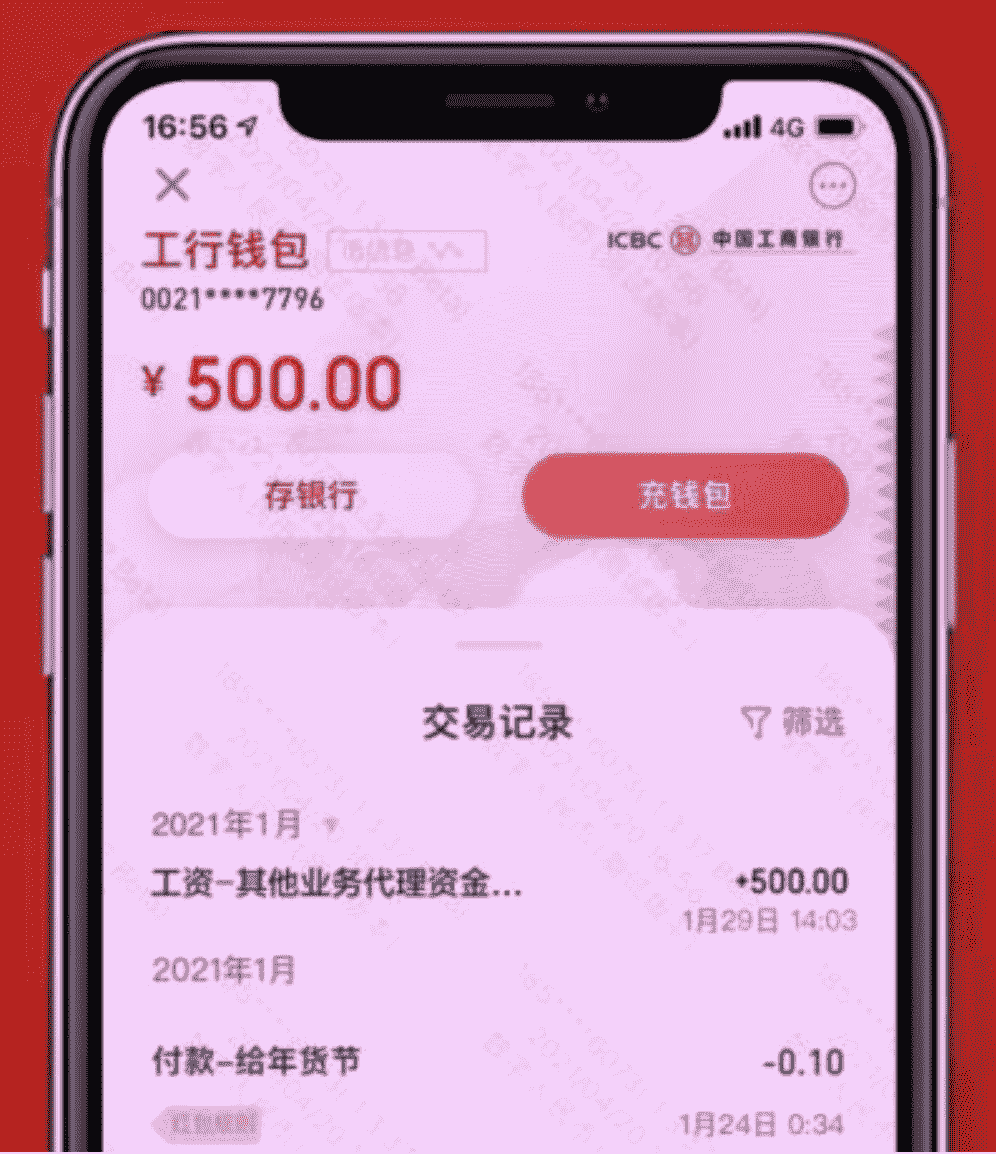 16:56
4G
工行钱包
ICBC 中国工商银行
0021****7796
¥ 500.00
存银行
充钱包
交易记录
筛选
2021年1月
工资-其他业务代理资金...
+500.00
1月29日 14:03
2021年1月
付款-给年货节
-0.10
1月24日 0:34